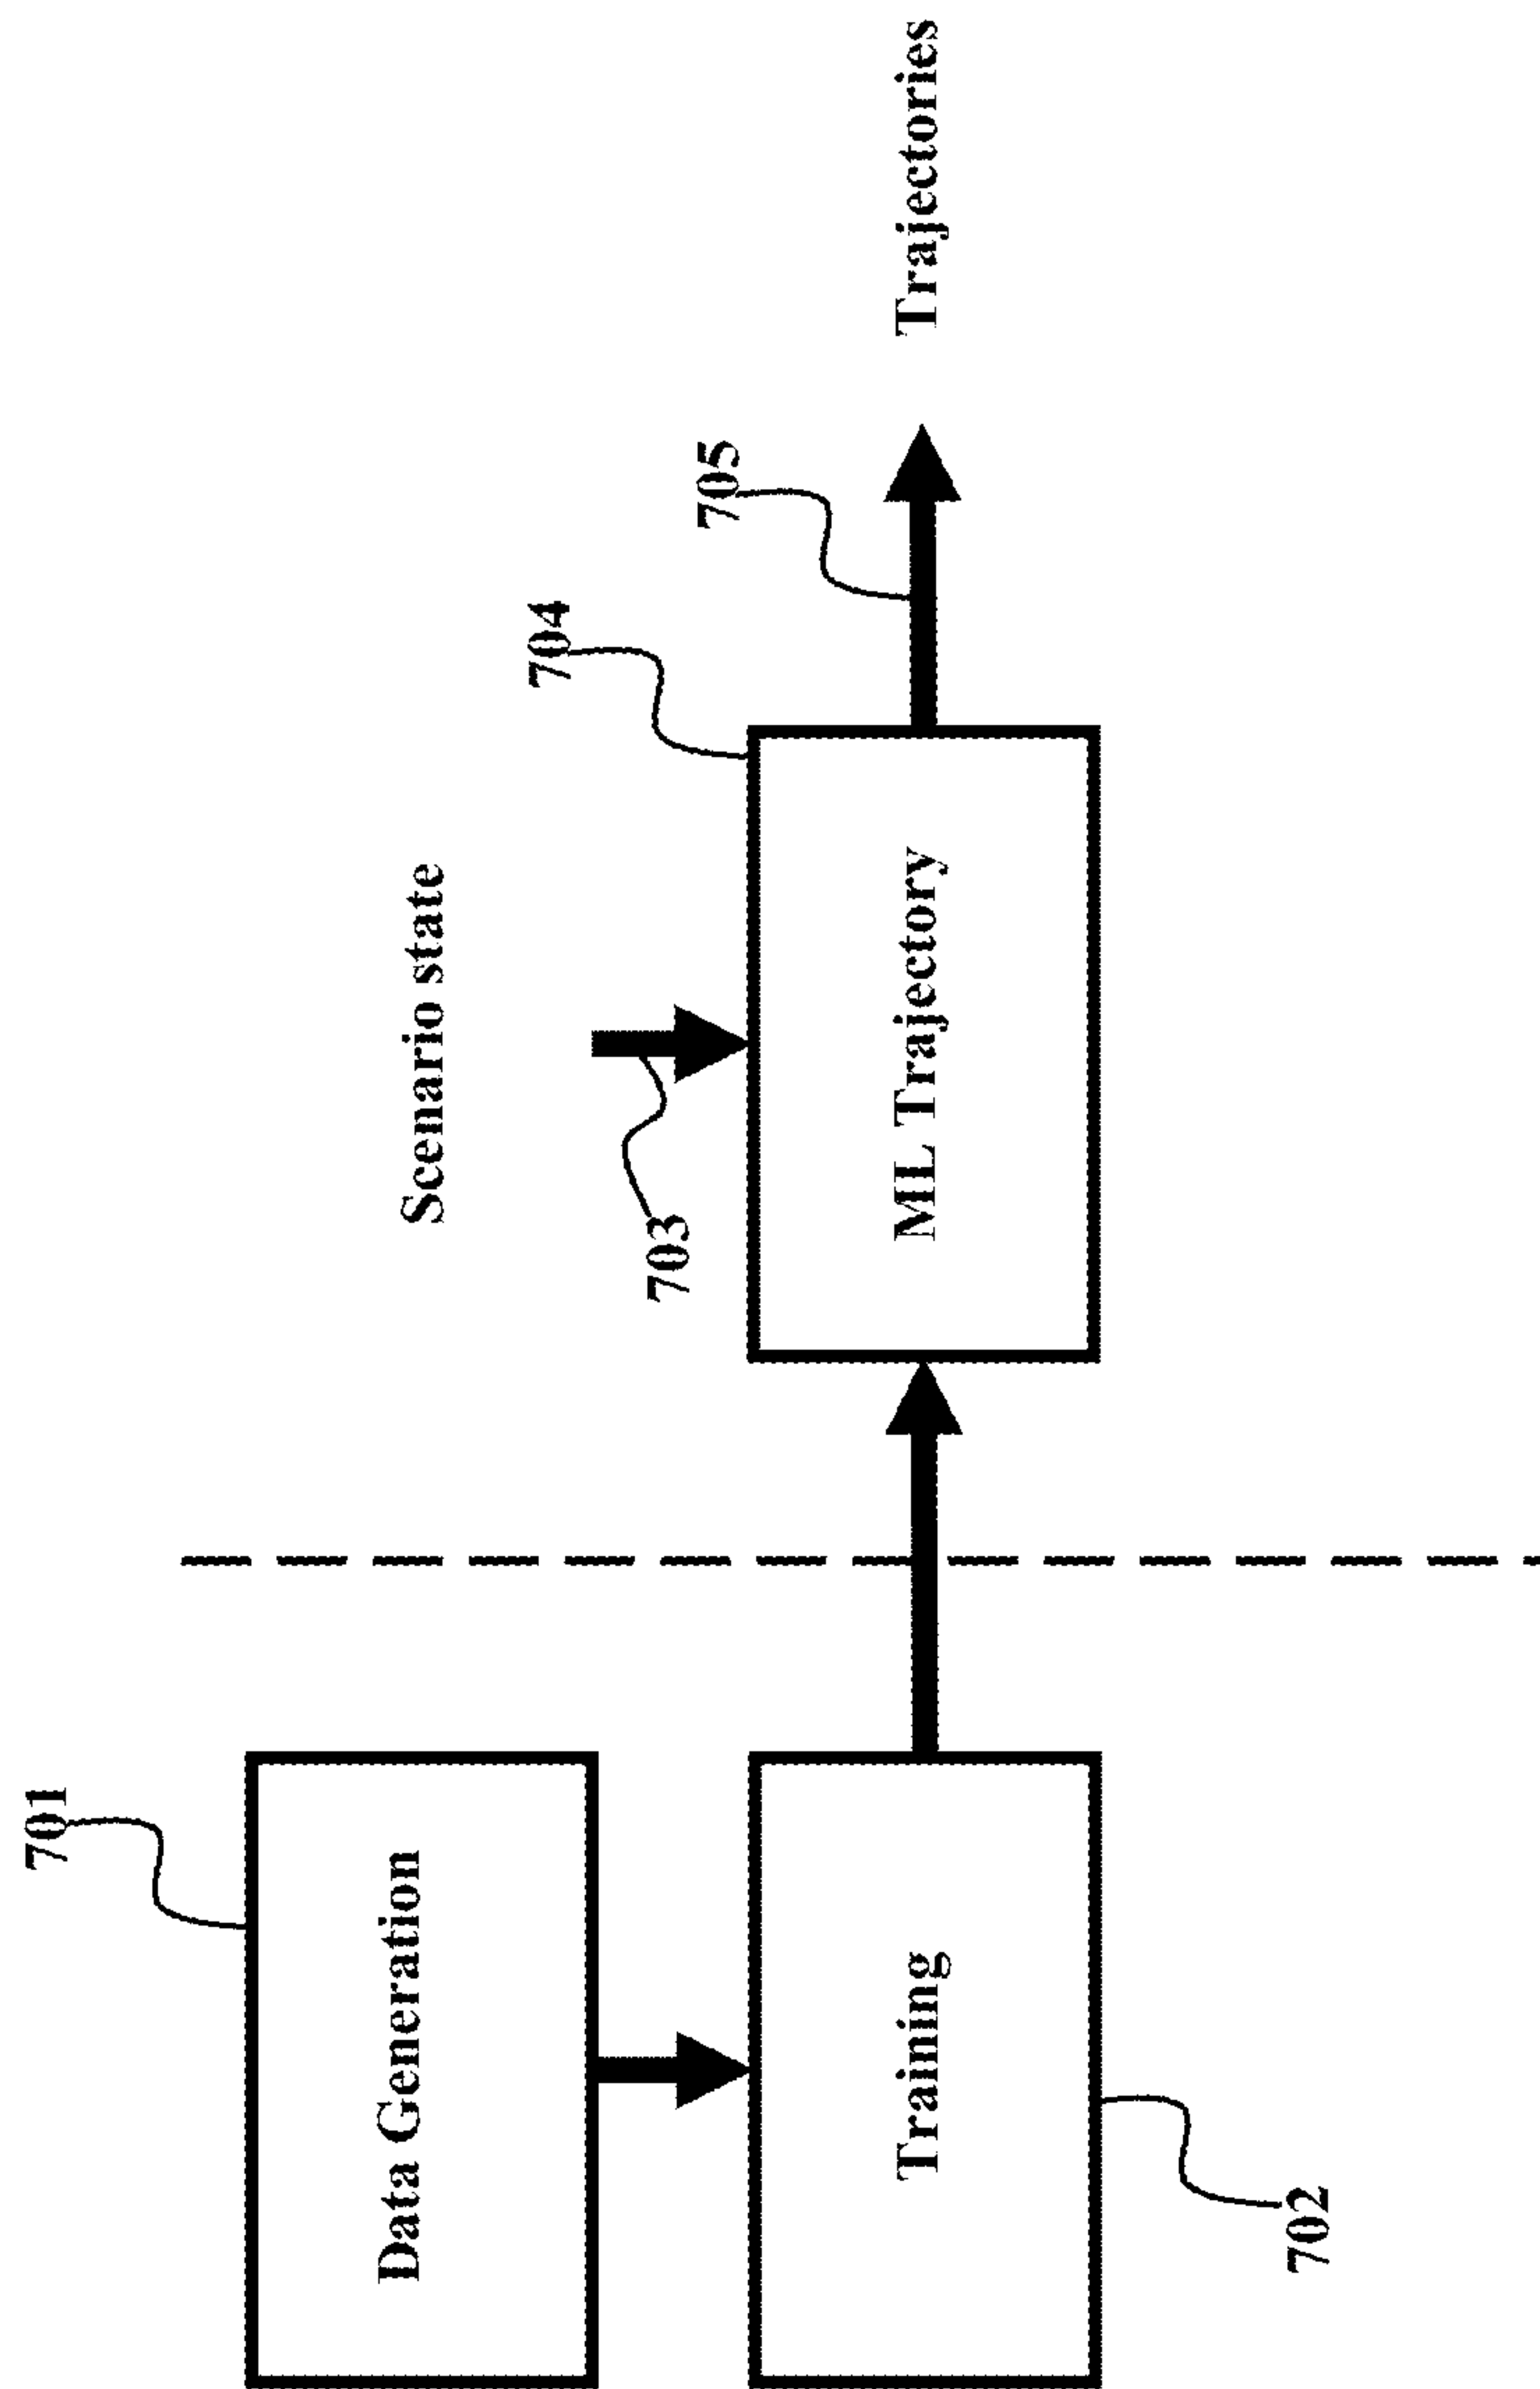 701
Data Generation
Training
702
Scenario state
703
704
ML Trajectory
705
Trajectories